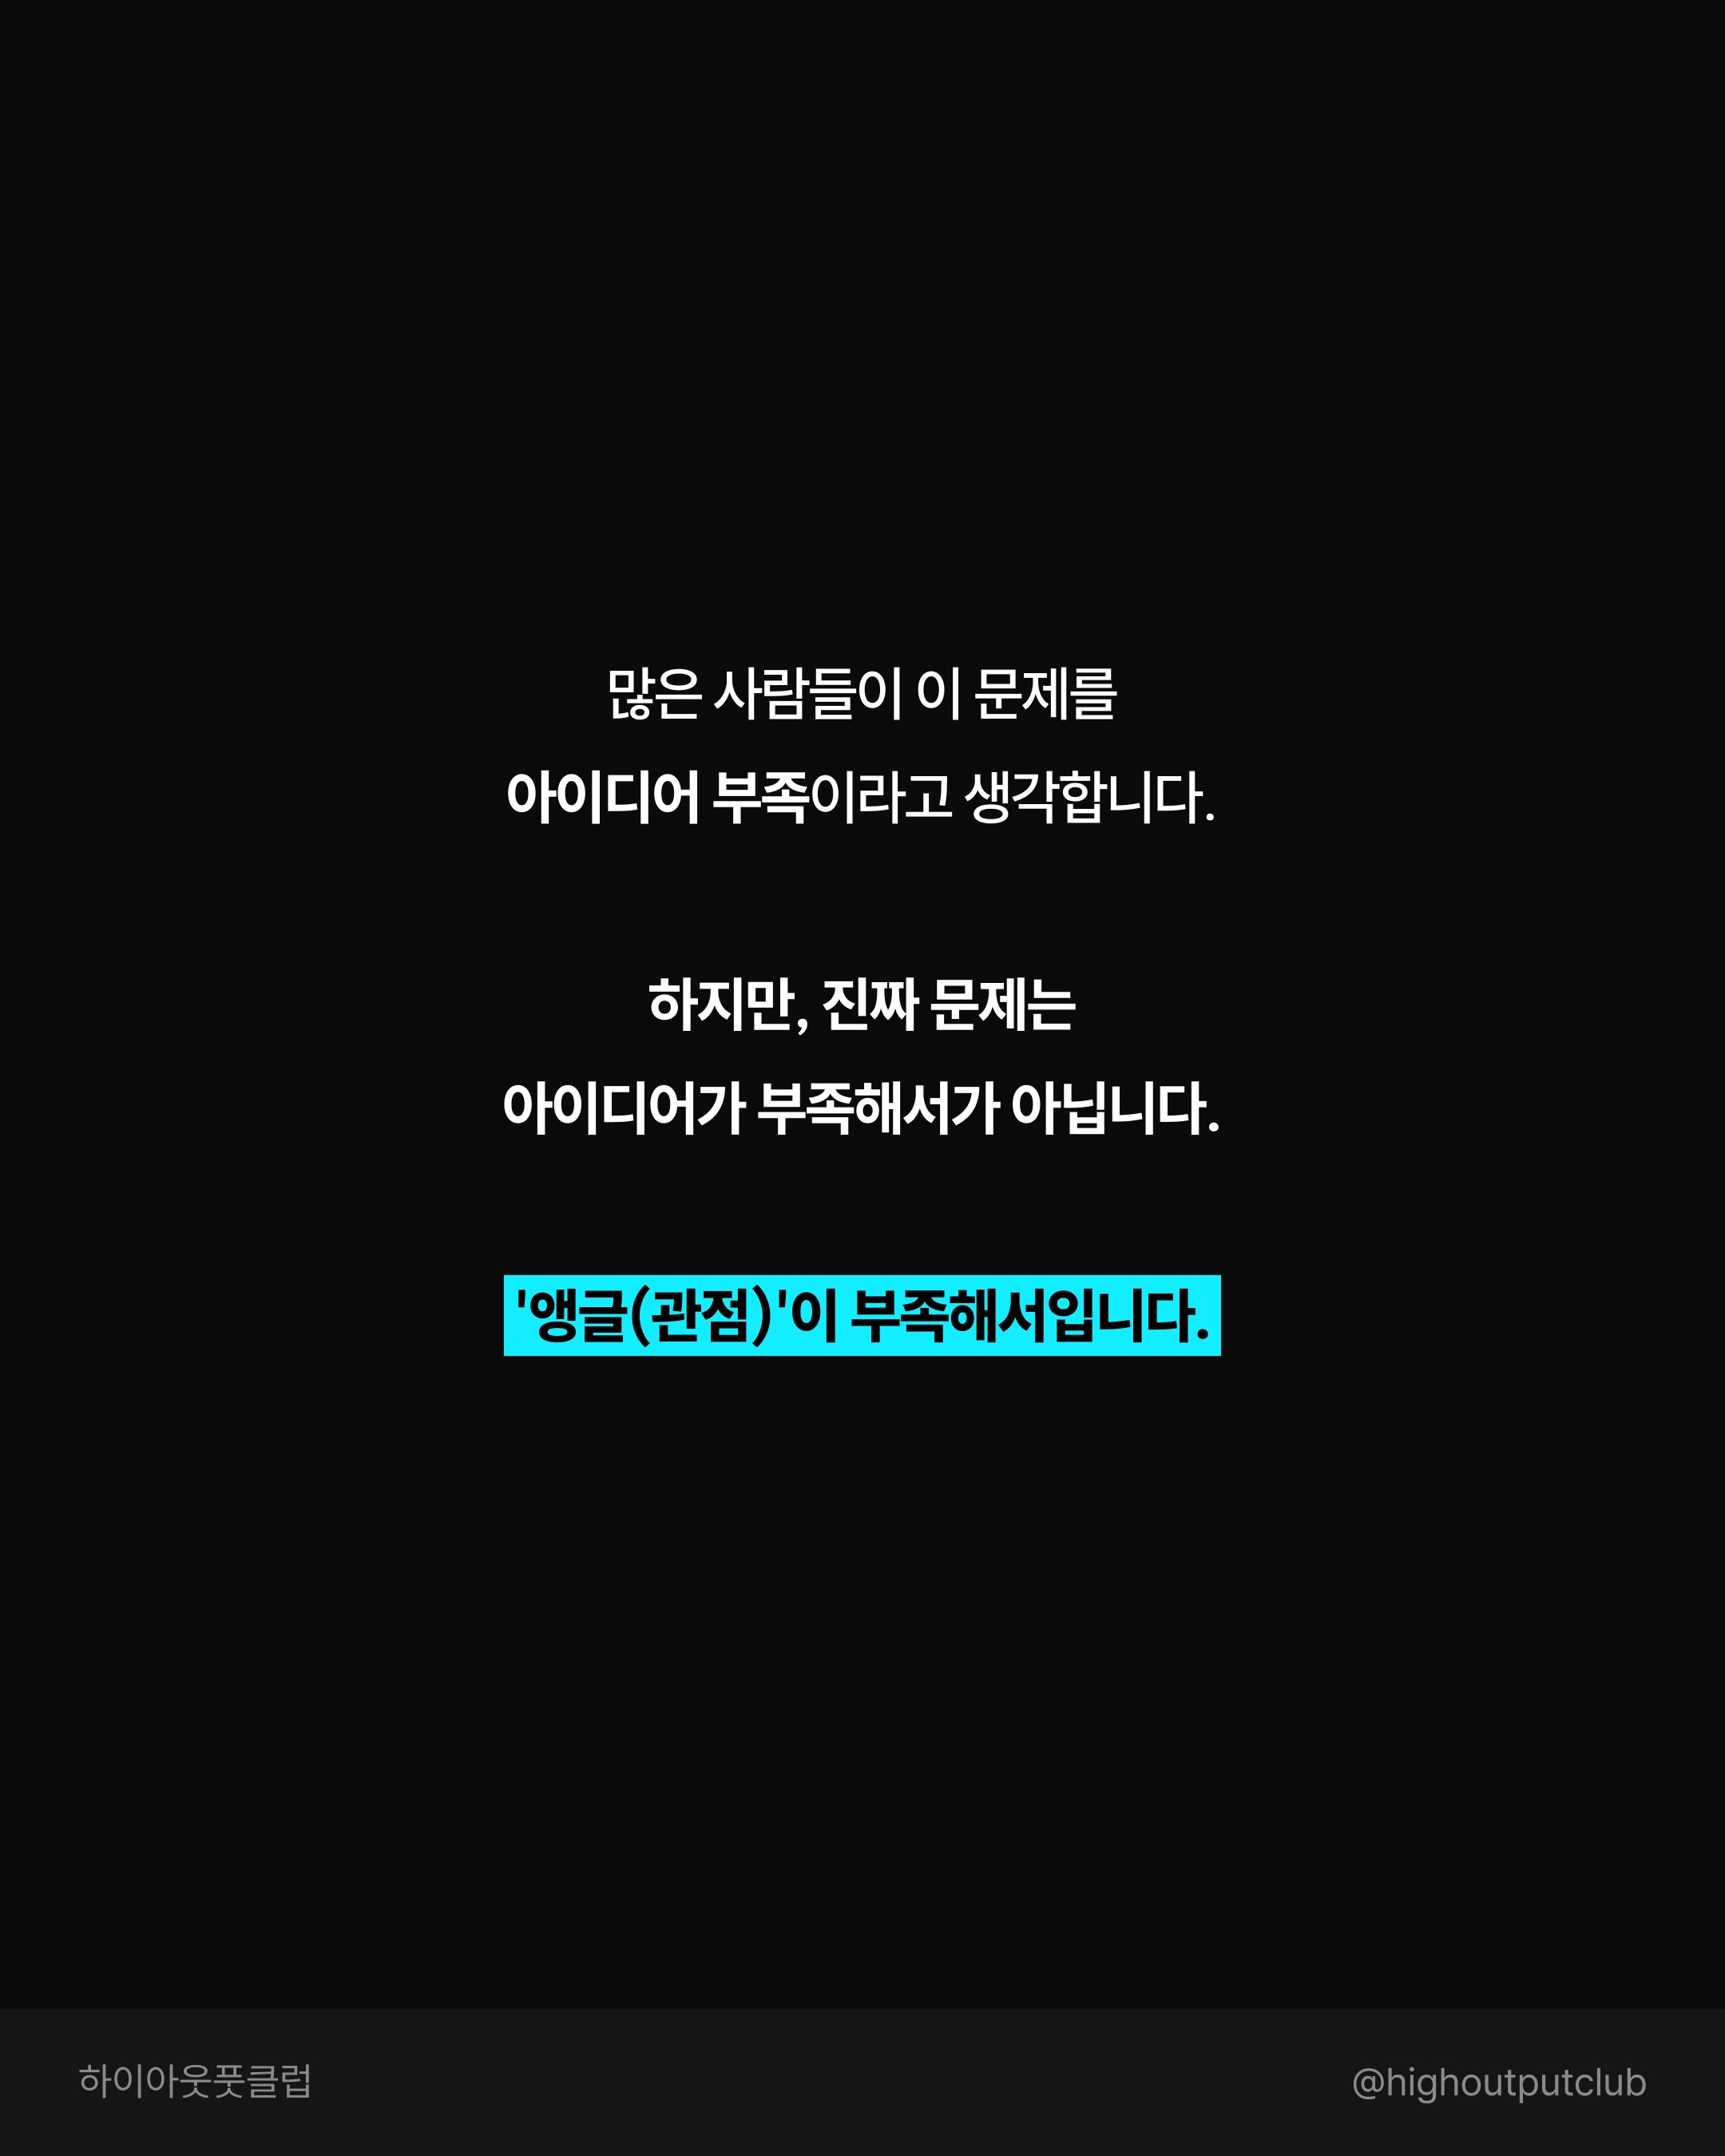 많은 사람들이 이 문제를
아이디어 부족이라고 생각합니다.
하지만, 진짜 문제는
아이디어가 부족해서가 아닙니다.
'앵글(관점)'이 부족해서입니다.
하이아웃풋클럽
@highoutputclub